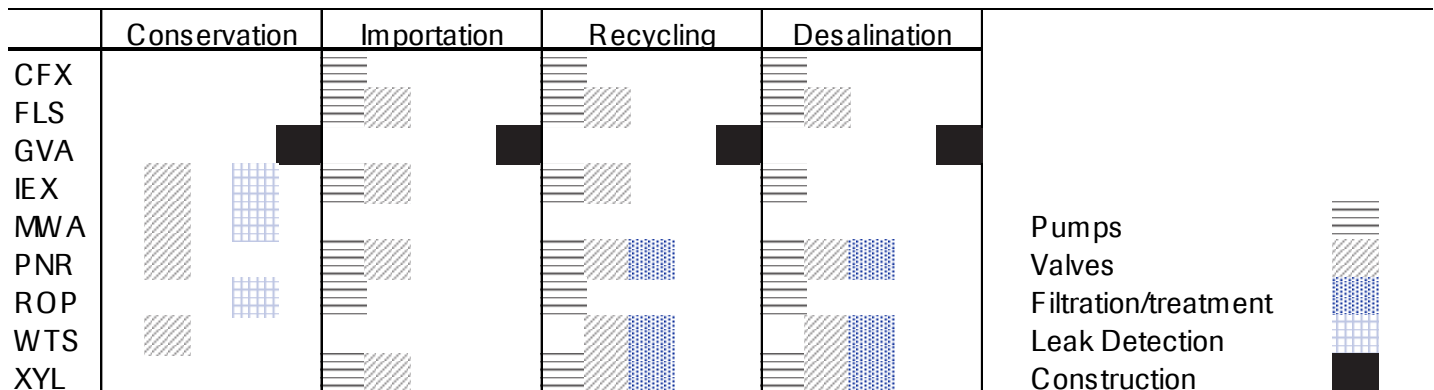 Conservation Importation Recycling Desalination
CFX
FLS
GVA
IEX
MWA
PNR
ROP
WTS
XYL
Pumps
Valves
Filtration/treatment
Leak Detection
Construction